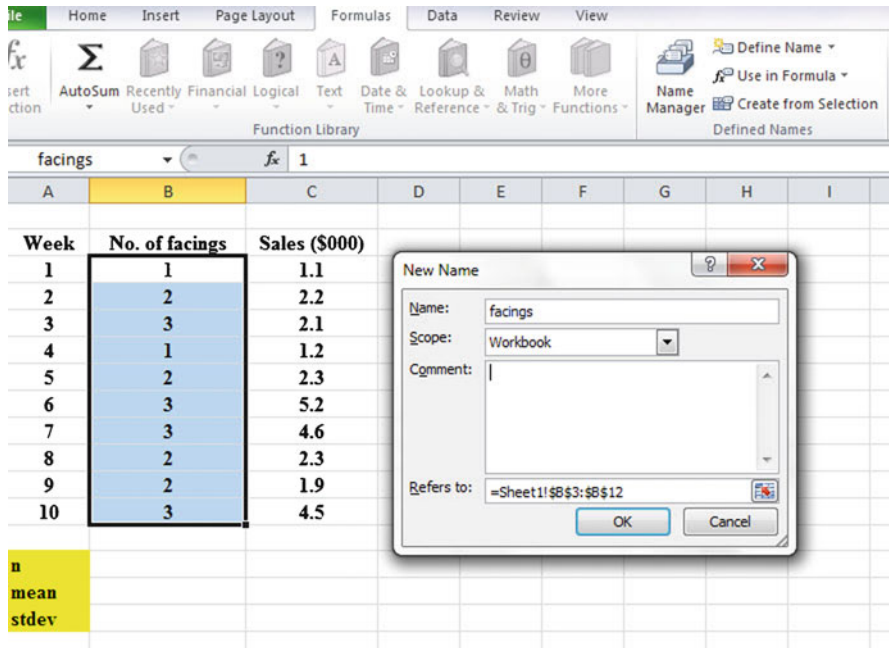 ile Home Insert Page Layout Formulas Data Review View
fx Σ ? A θ Define Name
Use in Formula
Create from Selection
sert AutoSum Recently Financial Logical Text Date & Lookup & Math More Name
ction Used Time Reference & Trig Functions Manager
Function Library Defined Names
facings fx 1
A B C D E F G H I
Week No. of facings Sales ($000)
1 1 1.1
2 2 2.2
3 3 2.1
4 1 1.2
5 2 2.3
6 3 5.2
7 3 4.6
8 2 2.3
9 2 1.9
10 3 4.5
n
mean
stdev
New Name ?
Name: facings
Scope: Workbook
Comment:
Refers to: =Sheet1!$B$3:$B$12
OK Cancel